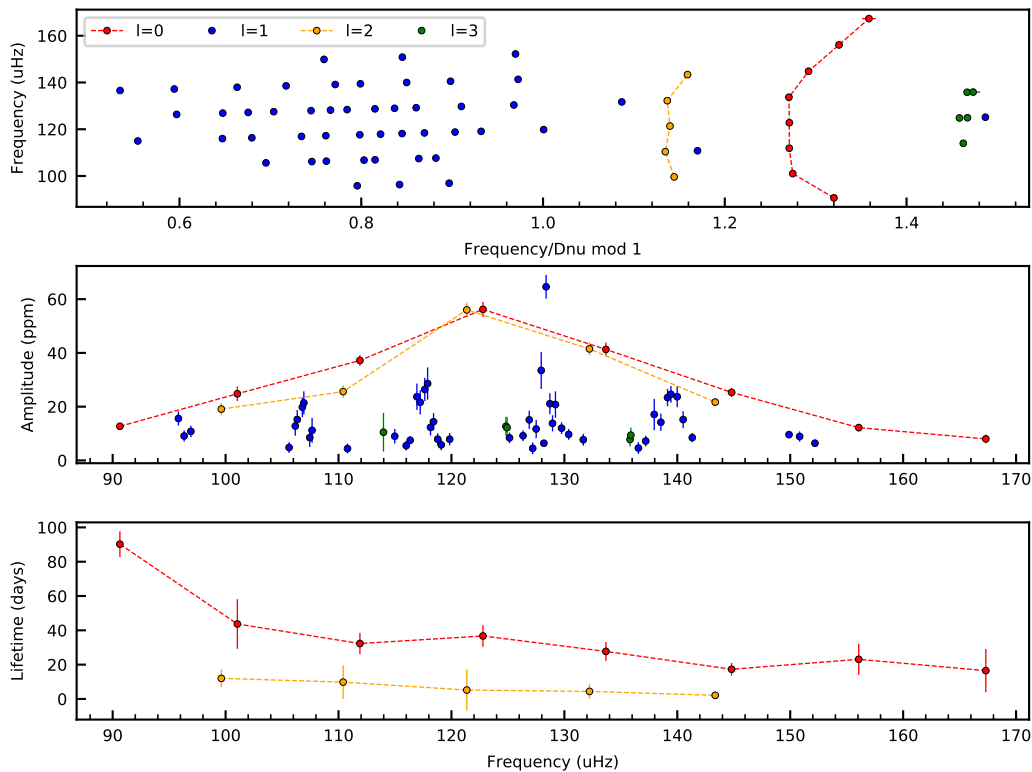 l=0 l=1 l=2 l=3
Frequency (uHz)
160
140
120
100
0.6 0.8 1.0 1.2 1.4
Frequency/Dnu mod 1
Amplitude (ppm)
60
40
20
0
90 100 110 120 130 140 150 160 170
Lifetime (days)
100
80
60
40
20
0
90 100 110 120 130 140 150 160 170
Frequency (uHz)